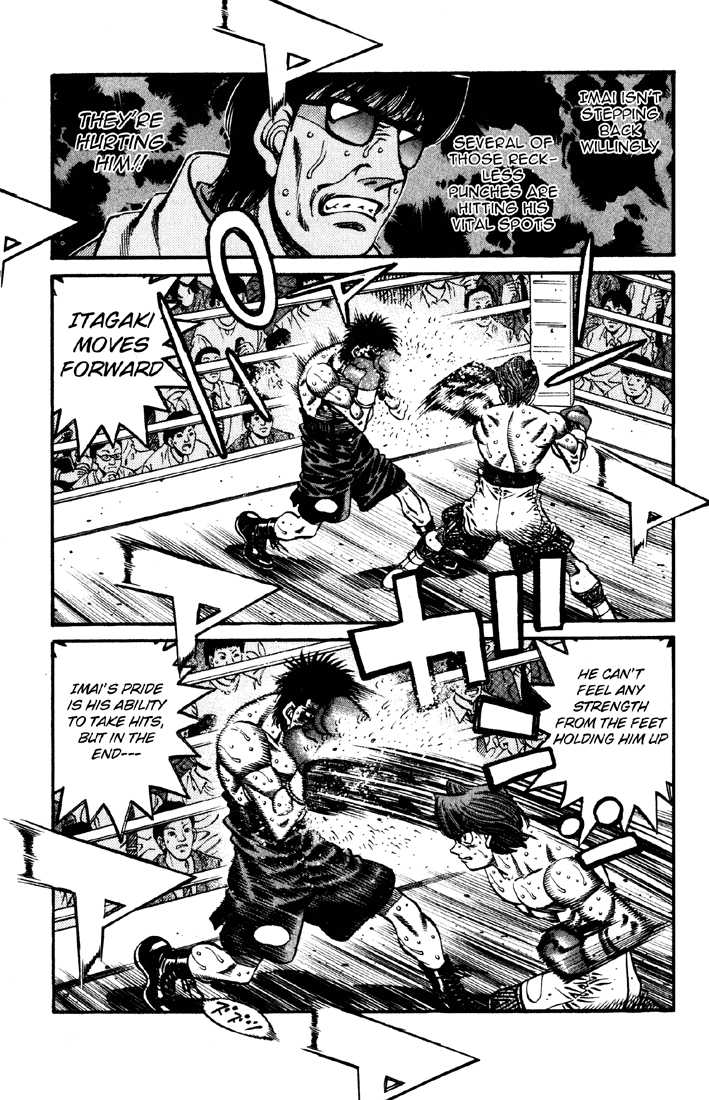 IMAI ISN'T
STEPPING
BACK
WILLINGLY
SEVERAL OF
THOSE RECK-
LESS
PUNCHES ARE
HITTING HIS
VITAL SPOTS
THEY'RE
HURTING
HIM!!
ITAGAKI
MOVES
FORWARD
HE CAN'T
FEEL ANY
STRENGTH
FROM THE FEET
HOLDING HIM UP
IMAI'S PRIDE
IS HIS ABILITY
TO TAKE HITS,
BUT IN THE
END---